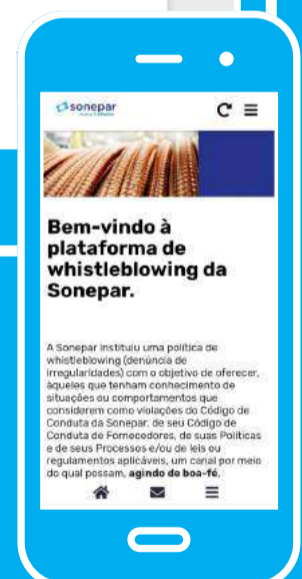 sonepar
Bem-vindo à
plataforma de
whistleblowing da
Sonepar.
A Sonepar instituiu uma política de
whistleblowing (denúncia de
irregularidades) com o objetivo de oferecer,
àqueles que tenham conhecimento de
situações ou comportamentos que
considerem como violações do Código de
Conduta da Sonepar, de seu Código de
Conduta de Fornecedores, de suas Políticas
e de seus Processos e/ou de leis ou
regulamentos aplicáveis, um canal por meio
do qual possam, agindo de boa-fé,